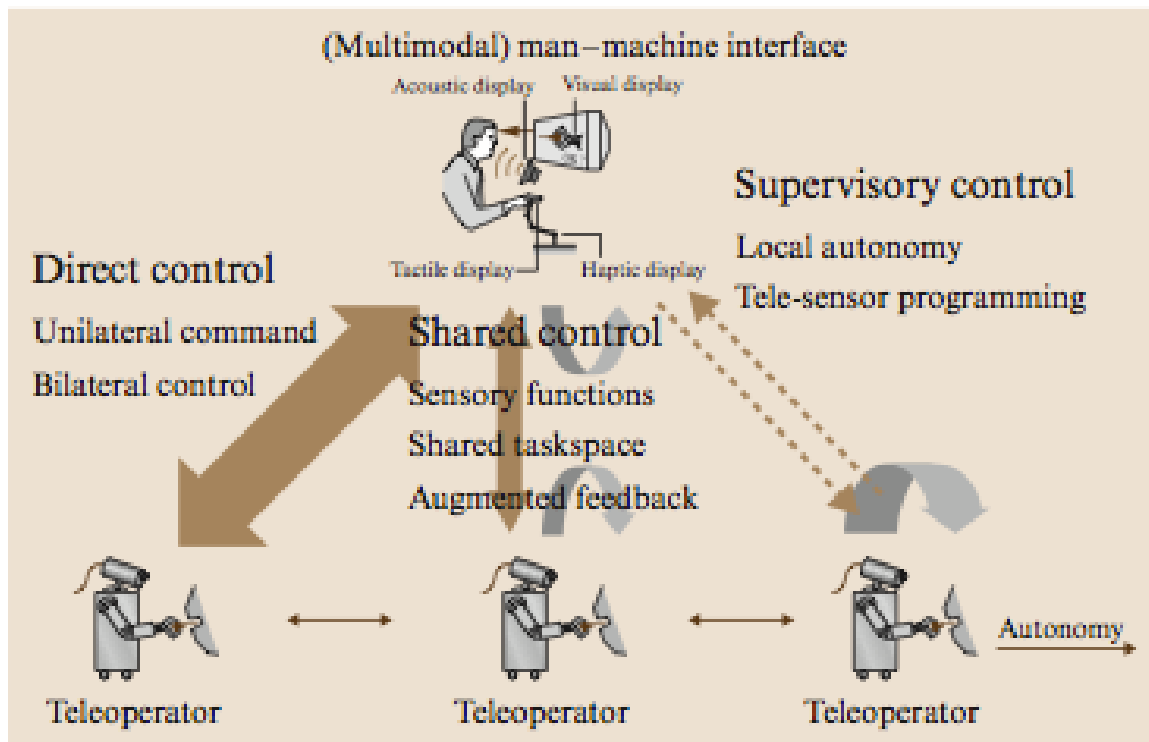 (Multimodal) man–machine interface
Acoustic display
Visual display
Tactile display
Haptic display
Direct control
Unilateral command
Bilateral control
Shared control
Sensory functions
Shared taskspace
Augmented feedback
Supervisory control
Local autonomy
Tele-sensor programming
Teleoperator
Teleoperator
Teleoperator
Autonomy